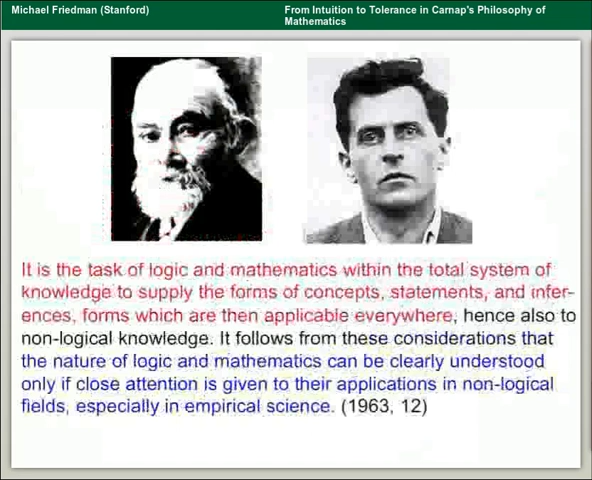 Michael Friedman (Stanford)
From Intuition to Tolerance in Carnap's Philosophy of
Mathematics
It is the task of logic and mathematics within the total system of
knowledge to supply the forms of concepts, statements, and infer-
ences, forms which are then applicable everywhere, hence also to
non-logical knowledge. It follows from these considerations that
the nature of logic and mathematics can be clearly understood
only if close attention is given to their applications in non-logical
fields, especially in empirical science. (1963, 12)